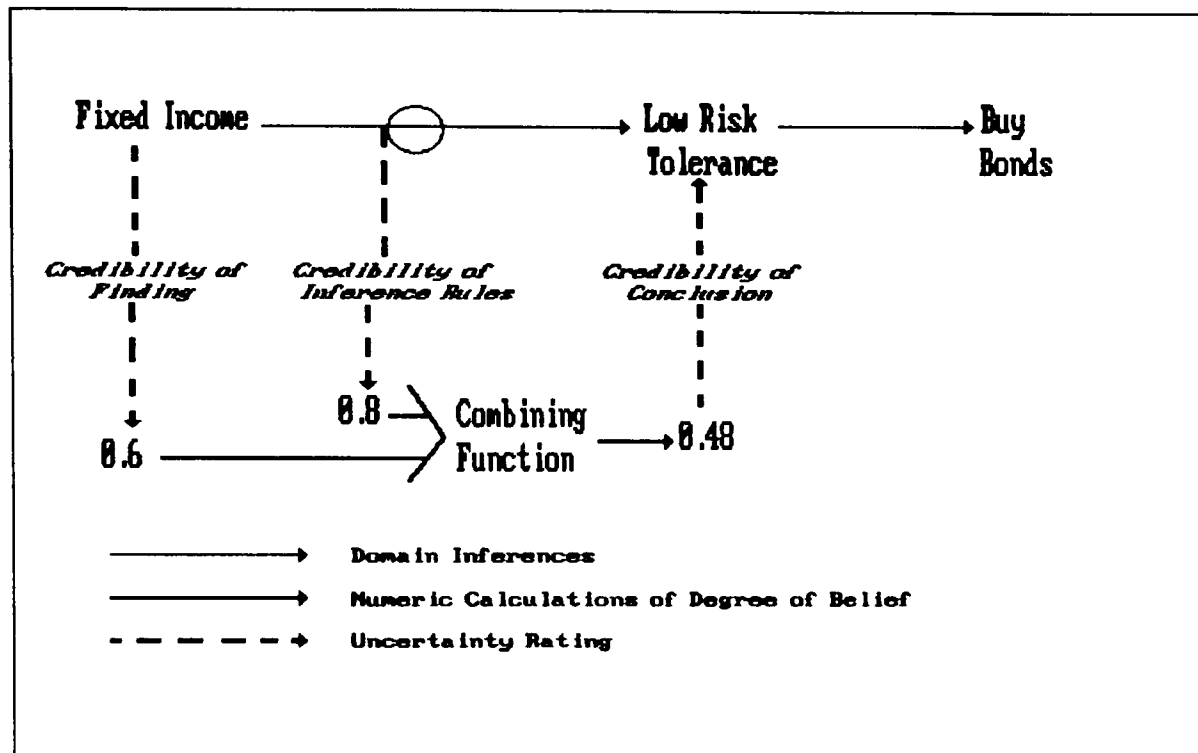 Fixed Income
Low Risk
Tolerance
Buy
Bonds
Credibility of
Finding
Credibility of
Inference Rules
Credibility of
Conclusion
0.8
0.6
Combining
Function
0.48
Domain Inferences
Numeric Calculations of Degree of Belief
Uncertainty Rating